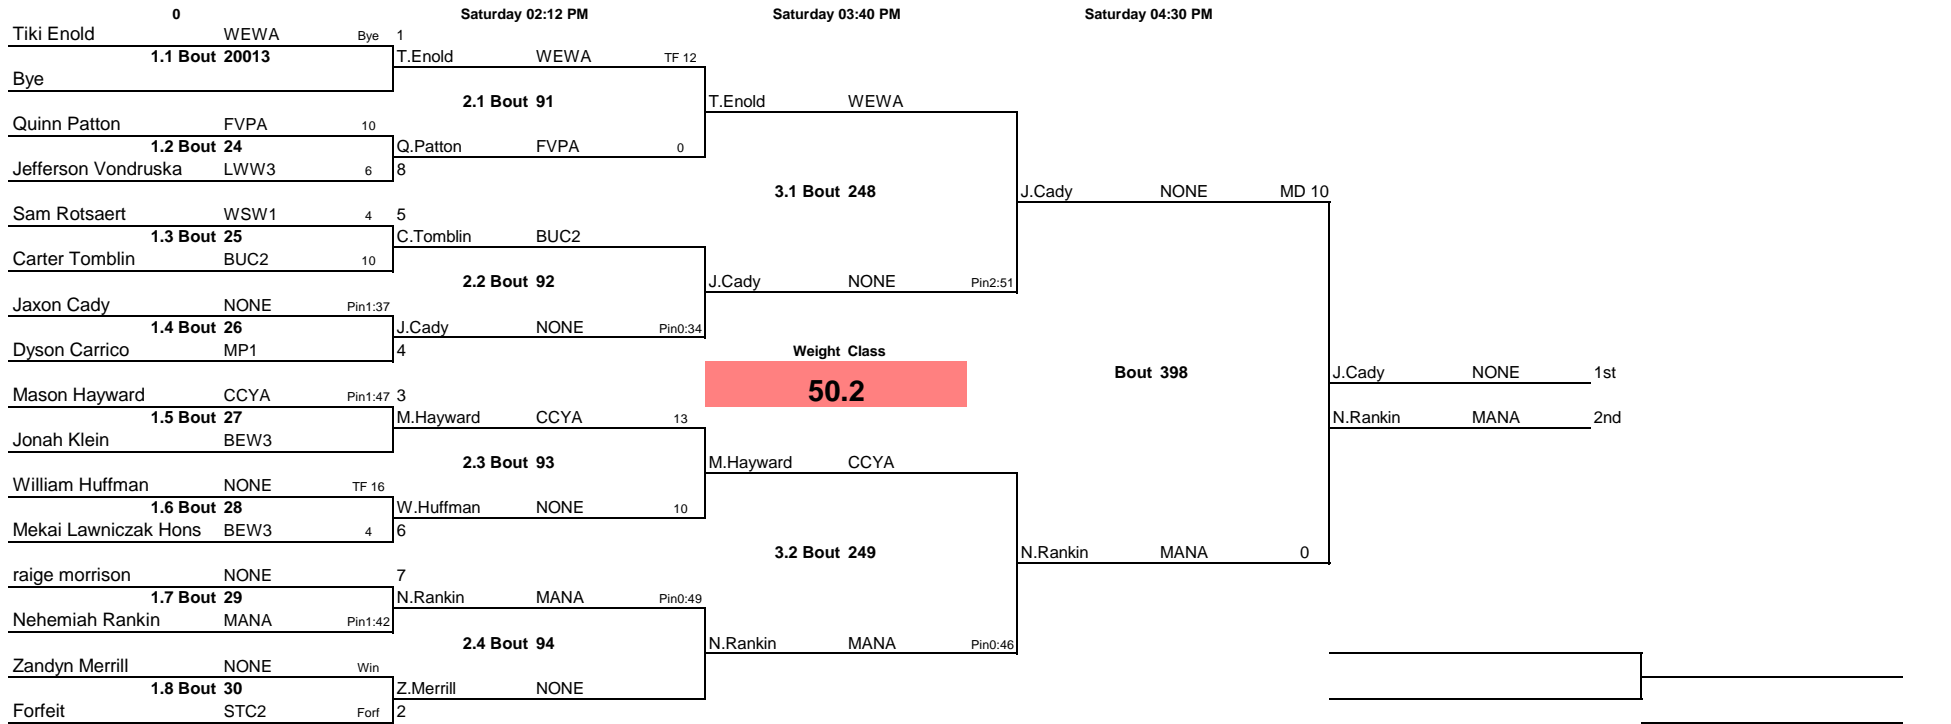 0 Saturday 02:12 PM Saturday 03:40 PM Saturday 04:30 PM
Tiki Enold WEWA Bye 1
1.1 Bout 20013 T.Enold WEWA TF 12
Bye
2.1 Bout 91 T.Enold WEWA
Quinn Patton FVPA 10
1.2 Bout 24 Q.Patton FVPA 0
Jefferson Vondruska LWW3 6 8
3.1 Bout 248 J.Cady NONE MD 10
Sam Rotsaert WSW1 4 5
1.3 Bout 25 C.Tomblin BUC2
Carter Tomblin BUC2 10
2.2 Bout 92 J.Cady NONE Pin2:51
Jaxon Cady NONE Pin1:37
1.4 Bout 26 J.Cady NONE Pin0:34
Dyson Carrico MP1 4 Weight Class
Bout 398 J.Cady NONE 1st
Mason Hayward CCYA Pin1:47 3 50.2
1.5 Bout 27 M.Hayward CCYA 13 N.Rankin MANA 2nd
Jonah Klein BEW3
2.3 Bout 93 M.Hayward CCYA
William Huffman NONE TF 16
1.6 Bout 28 W.Huffman NONE 10
Mekai Lawniczak Hons BEW3 4 6
3.2 Bout 249 N.Rankin MANA 0
raige morrison NONE 7
1.7 Bout 29 N.Rankin MANA Pin0:49
Nehemiah Rankin MANA Pin1:42
2.4 Bout 94 N.Rankin MANA Pin0:46
Zandyn Merrill NONE Win
1.8 Bout 30 Z.Merrill NONE
Forfeit STC2 Forf 2